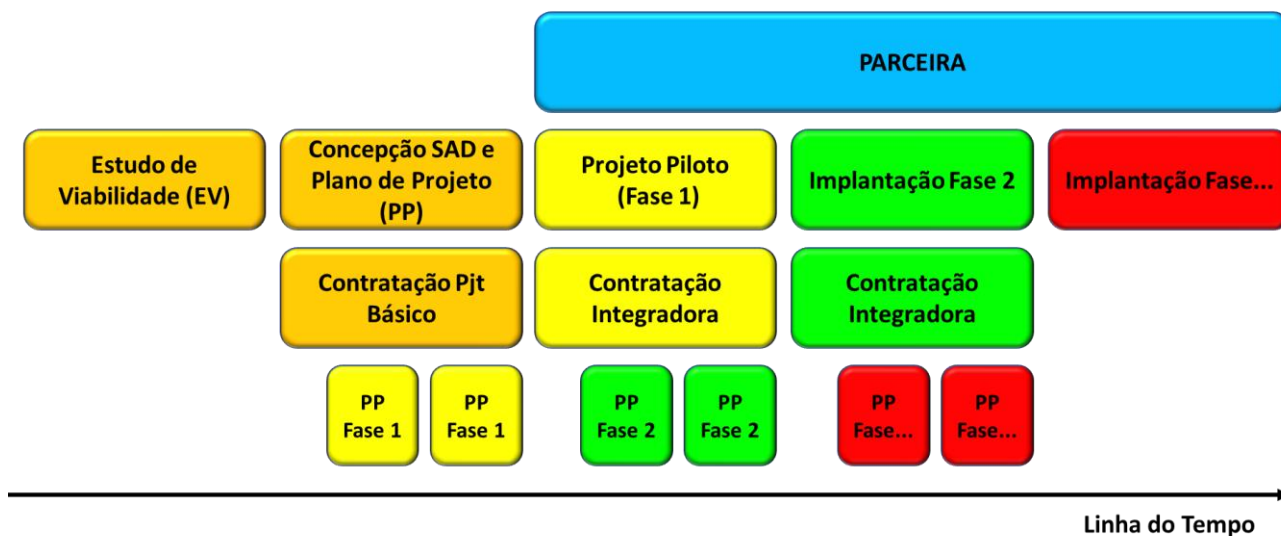 PARCEIRA
Estudo de
Viabilidade (EV)
Concepção SAD e
Plano de Projeto
(PP)
Projeto Piloto
(Fase 1)
Implantação Fase 2
Implantação Fase...
Contratação Pjt
Básico
Contratação
Integradora
Contratação
Integradora
PP
Fase 1
PP
Fase 1
PP
Fase 2
PP
Fase 2
PP
Fase...
PP
Fase...
Linha do Tempo